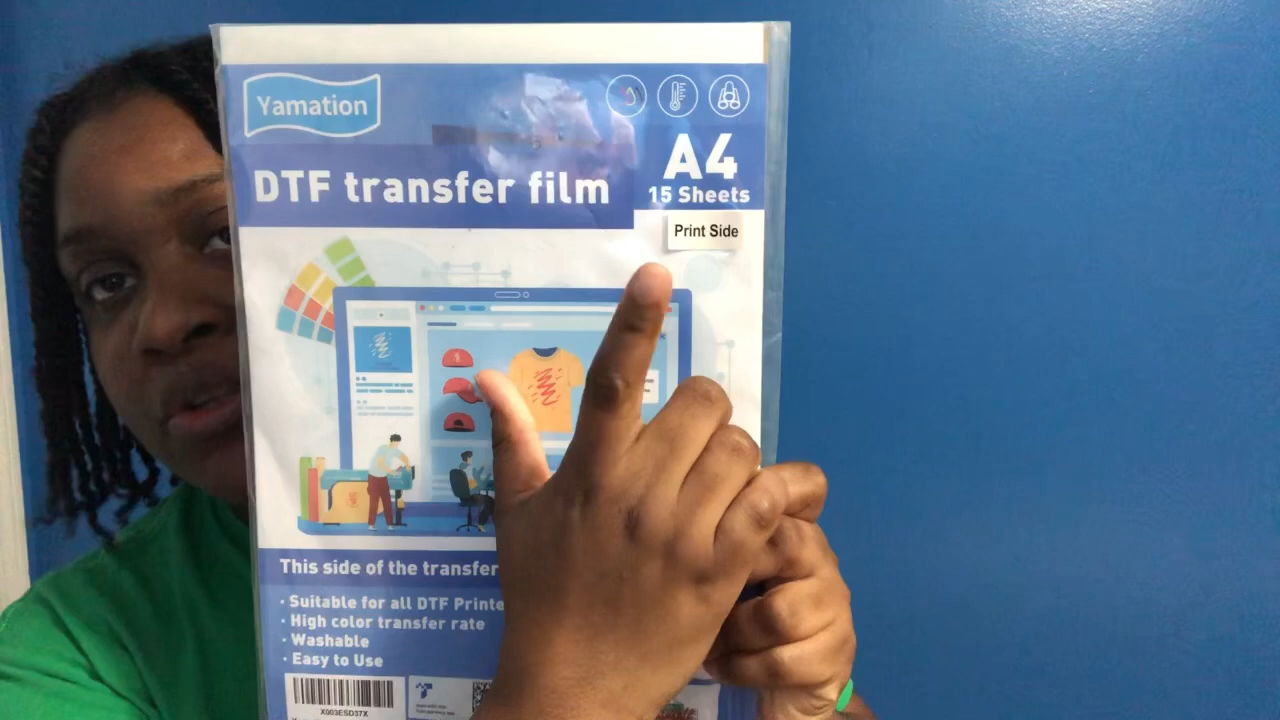 Yamation
A4
DTF transfer film
15 Sheets
Print Side
This side of the transfer
· Suitable for all DTF Printe
· High color transfer rate
· Washable
· Easy to Use
X003ESD37X